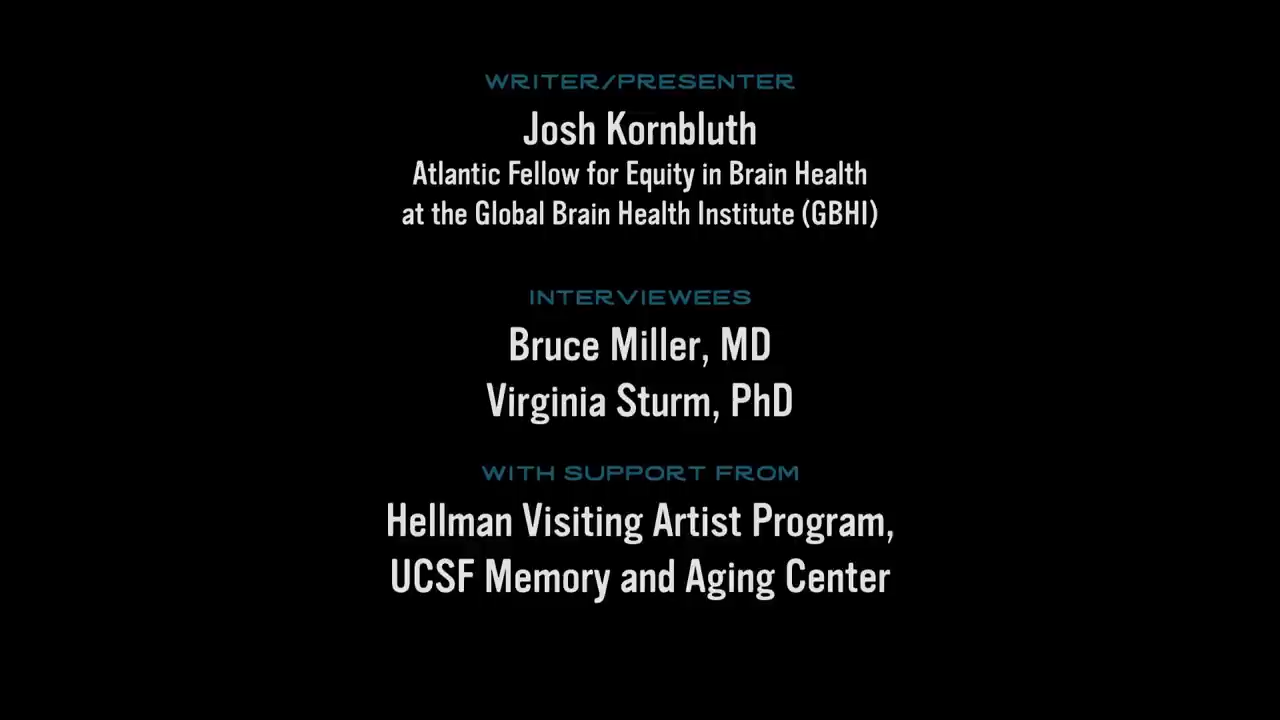 WRITER/PRESENTER
Josh Kornbluth
Atlantic Fellow for Equity in Brain Health
at the Global Brain Health Institute (GBHI)
INTERVIEWEES
Bruce Miller, MD
Virginia Sturm, PhD
WITH SUPPORT FROM
Hellman Visiting Artist Program,
UCSF Memory and Aging Center